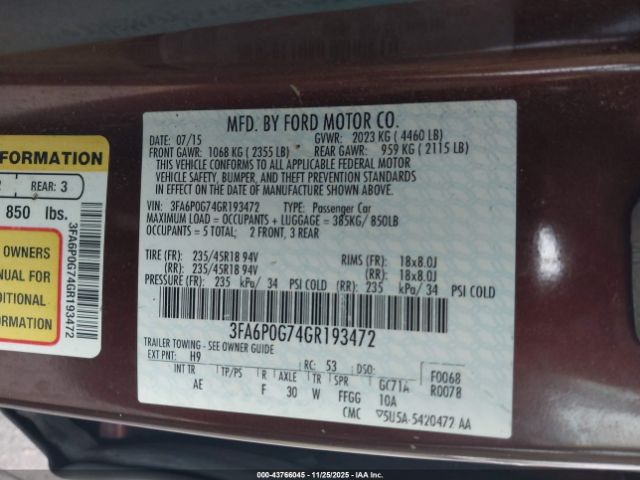 MFD. BY FORD MOTOR CO.
DATE: 07/15 GVWR: 2023 KG ( 4460 LB)
FRONT GAWR: 1068 KG ( 2355 LB) REAR GAWR: 959 KG ( 2115 LB)
THIS VEHICLE CONFORMS TO ALL APPLICABLE FEDERAL MOTOR
VEHICLE SAFETY, BUMPER, AND THEFT PREVENTION STANDARDS
IN EFFECT ON THE DATE OF MANUFACTURE SHOWN ABOVE.
VIN: 3FA6P0G74GR193472 TYPE: Passenger Car
MAXIMUM LOAD = OCCUPANTS + LUGGAGE = 385KG/ 850LB
OCCUPANTS = 5 TOTAL; 2 FRONT, 3 REAR
TIRE (FR): 235/45R18 94V RIMS (FR): 18x8.0J
(RR): 235/45R18 94V (RR): 18x8.0J
PRESSURE (FR): 235 kPa/ 34 PSI COLD (RR): 235 kPa/ 34 PSI COLD
3FA6P0G74GR193472
TRAILER TOWING - SEE OWNER GUIDE
EXT PNT: H9 RC: 53 DSO: F0068
R0078
INT TR TP/PS R AXLE TR SPR GC71A
AE F 30 W FFGG 10A
CMC 5U5A-5420472 AA
FORMATION
2 REAR: 3
850 lbs.
OWNERS
NUAL FOR
DITIONAL
RMATION
3FA6P0G74GR193472
000-43766045 - 11/25/2025 - IAA Inc.